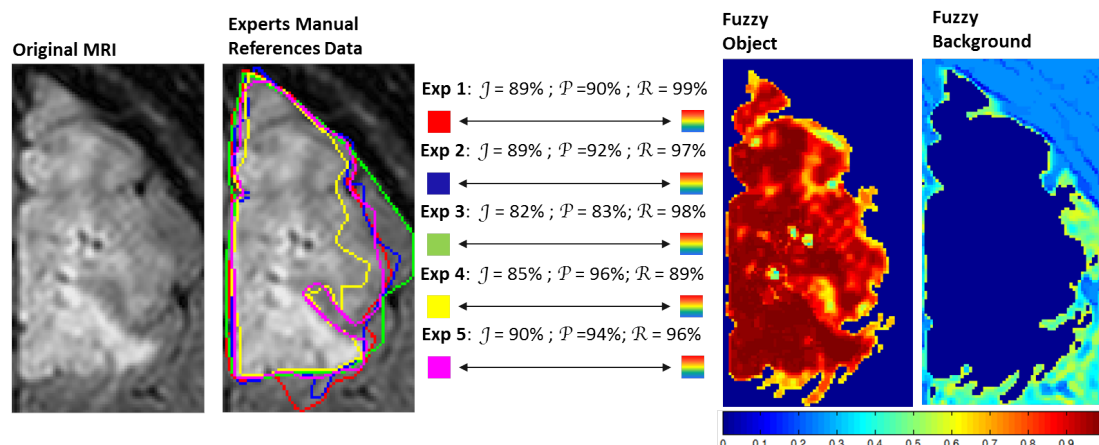 Original MRI
Experts Manual
References Data
Exp 1: 𝒥 = 89% ; 𝒫 =90% ; ℛ = 99%
Exp 2: 𝒥 = 89% ; 𝒫 =92% ; ℛ = 97%
Exp 3: 𝒥 = 82% ; 𝒫 = 83%; ℛ = 98%
Exp 4: 𝒥 = 85% ; 𝒫 = 96%; ℛ = 89%
Exp 5: 𝒥 = 90% ; 𝒫 =94%; ℛ = 96%
Fuzzy
Object
Fuzzy
Background
0 0.1 0.2 0.3 0.4 0.5 0.6 0.7 0.8 0.9